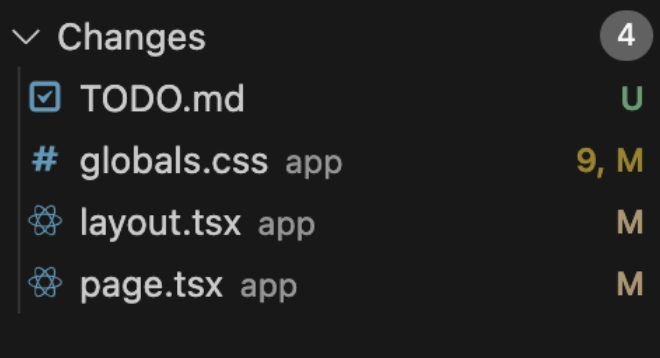 Changes 4
TODO.md U
# globals.css app 9, M
layout.tsx app M
page.tsx app M